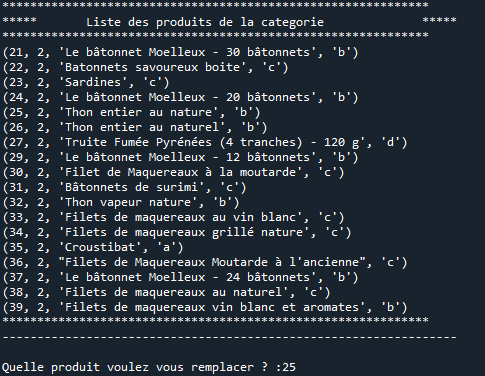 *************************************************************
*****       Liste des produits de la categorie              *****
*************************************************************
(21, 2, 'Le bâtonnet Moelleux - 30 bâtonnets', 'b')
(22, 2, 'Batonnets savoureux boite', 'c')
(23, 2, 'Sardines', 'c')
(24, 2, 'Le bâtonnet Moelleux - 20 bâtonnets', 'b')
(25, 2, 'Thon entier au nature', 'b')
(26, 2, 'Thon entier au naturel', 'b')
(27, 2, 'Truite Fumée Pyrénées (4 tranches) - 120 g', 'd')
(29, 2, 'Le bâtonnet Moelleux - 12 bâtonnets', 'b')
(30, 2, 'Filet de Maquereaux à la moutarde', 'c')
(31, 2, 'Bâtonnets de surimi', 'c')
(32, 2, 'Thon vapeur nature', 'b')
(33, 2, 'Filets de maquereaux au vin blanc', 'c')
(34, 2, 'Filets de maquereaux grillé nature', 'c')
(35, 2, 'Croustibat', 'a')
(36, 2, "Filets de Maquereaux Moutarde à l'ancienne", 'c')
(37, 2, 'Le bâtonnet Moelleux - 24 bâtonnets', 'b')
(38, 2, 'Filets de maquereaux au naturel', 'c')
(39, 2, 'Filets de maquereaux vin blanc et aromates', 'b')
*************************************************************
-----------------------------------------------------------------
Quelle produit voulez vous remplacer ? :25